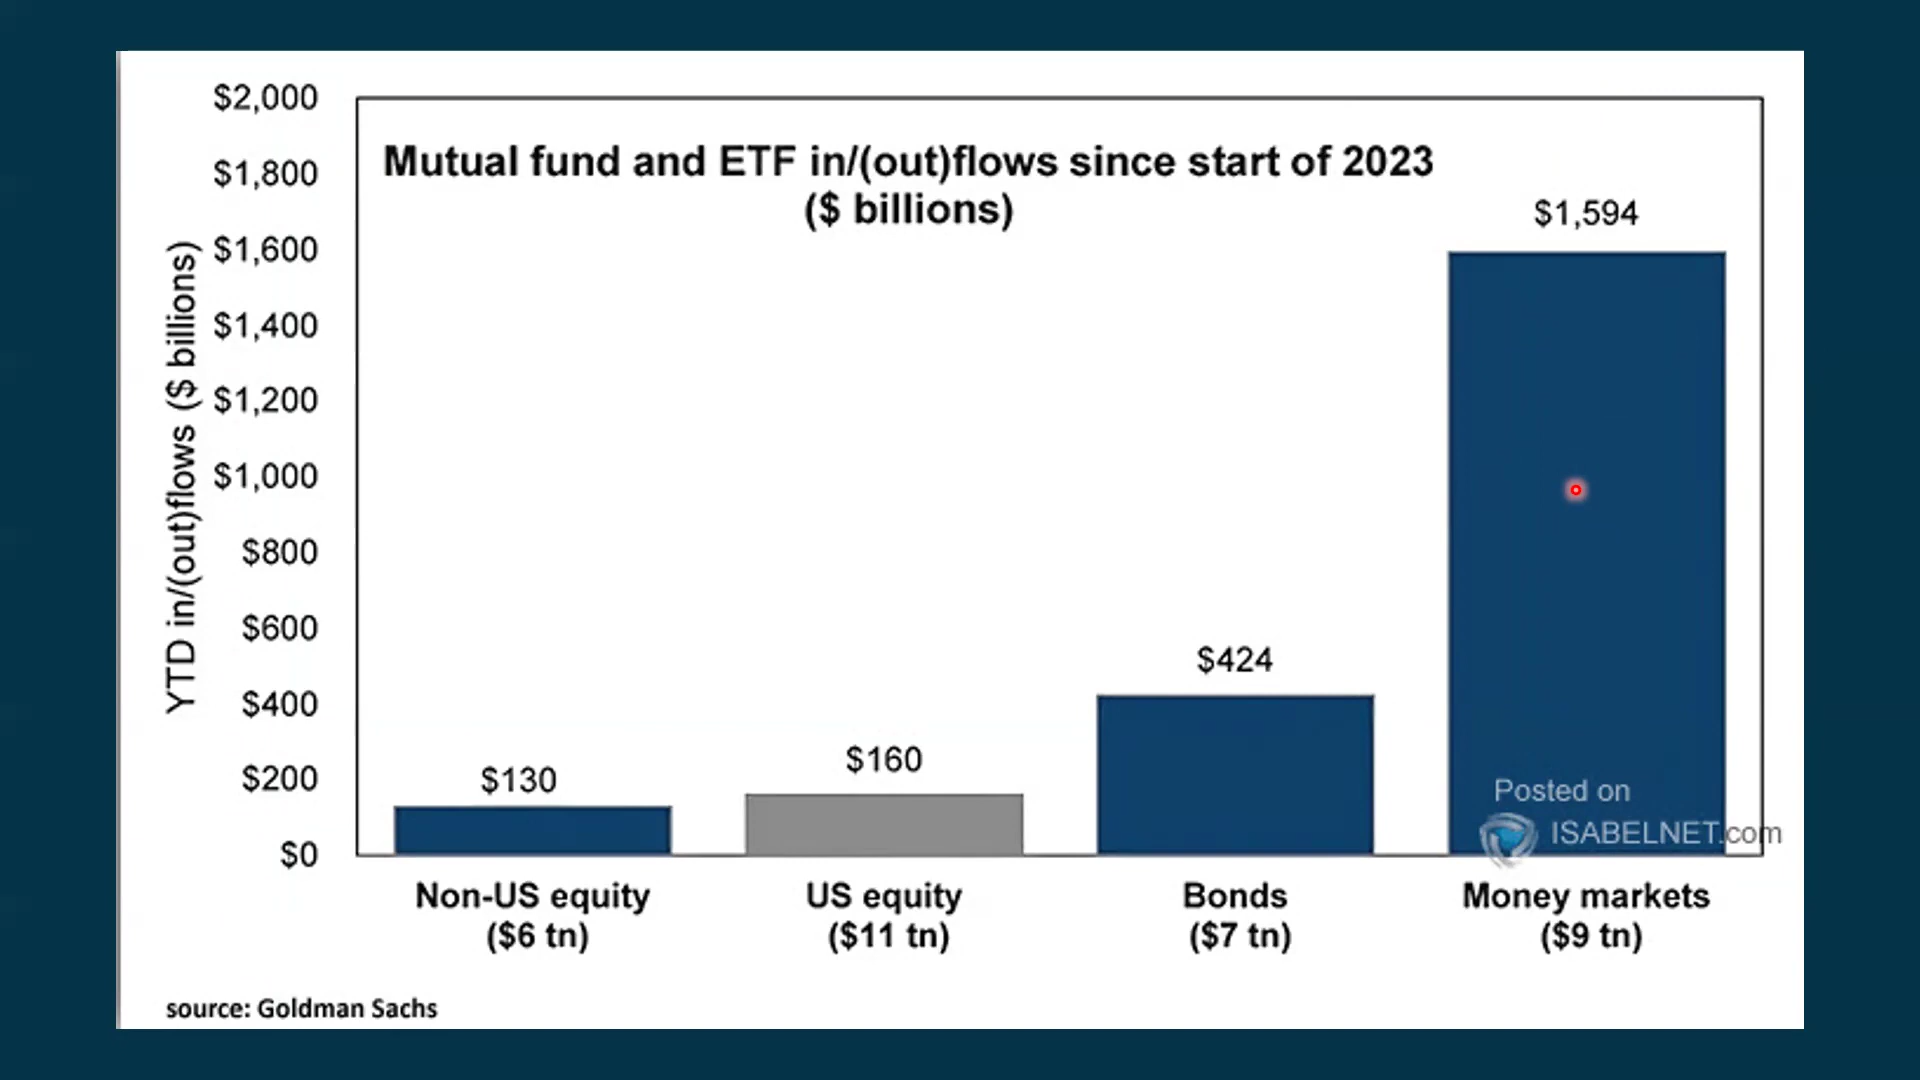 Mutual fund and ETF in/(out)flows since start of 2023
($ billions)
YTD in/(out)flows ($ billions)
$2,000
$1,800
$1,600
$1,400
$1,200
$1,000
$800
$600
$400
$200
$0
$130
$160
$424
$1,594
Non-US equity
($6 tn)
US equity
($11 tn)
Bonds
($7 tn)
Money markets
($9 tn)
Posted on
ISABELNET.com
source: Goldman Sachs